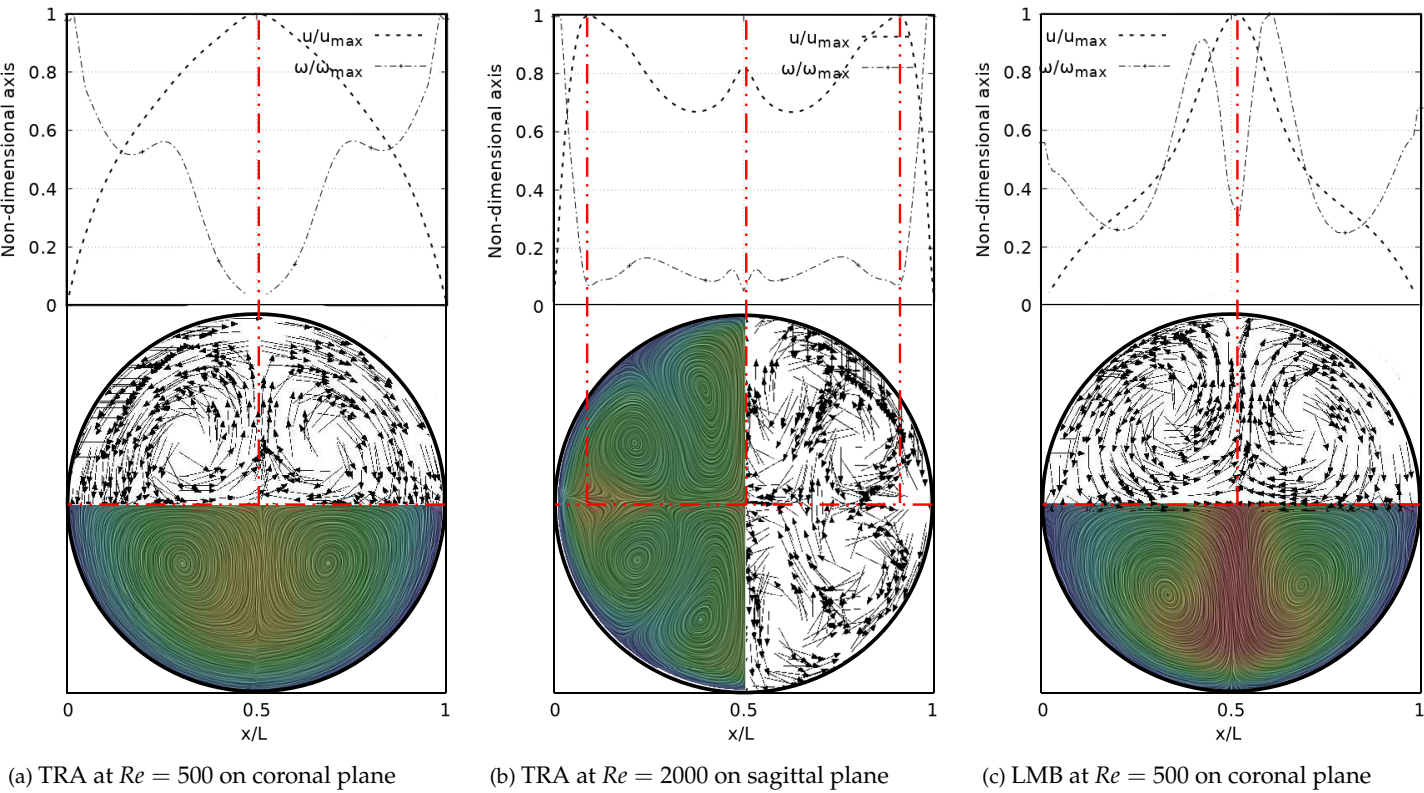 Non-dimensional axis
1
0.8
0.6
0.4
0.2
0
u/u_max
ω/ω_max
0 0.5 1
x/L
(a) TRA at Re = 500 on coronal plane
Non-dimensional axis
1
0.8
0.6
0.4
0.2
0
u/u_max
ω/ω_max
0 0.5 1
x/L
(b) TRA at Re = 2000 on sagittal plane
Non-dimensional axis
1
0.8
0.6
0.4
0.2
0
u/u_max
ω/ω_max
0 0.5 1
x/L
(c) LMB at Re = 500 on coronal plane